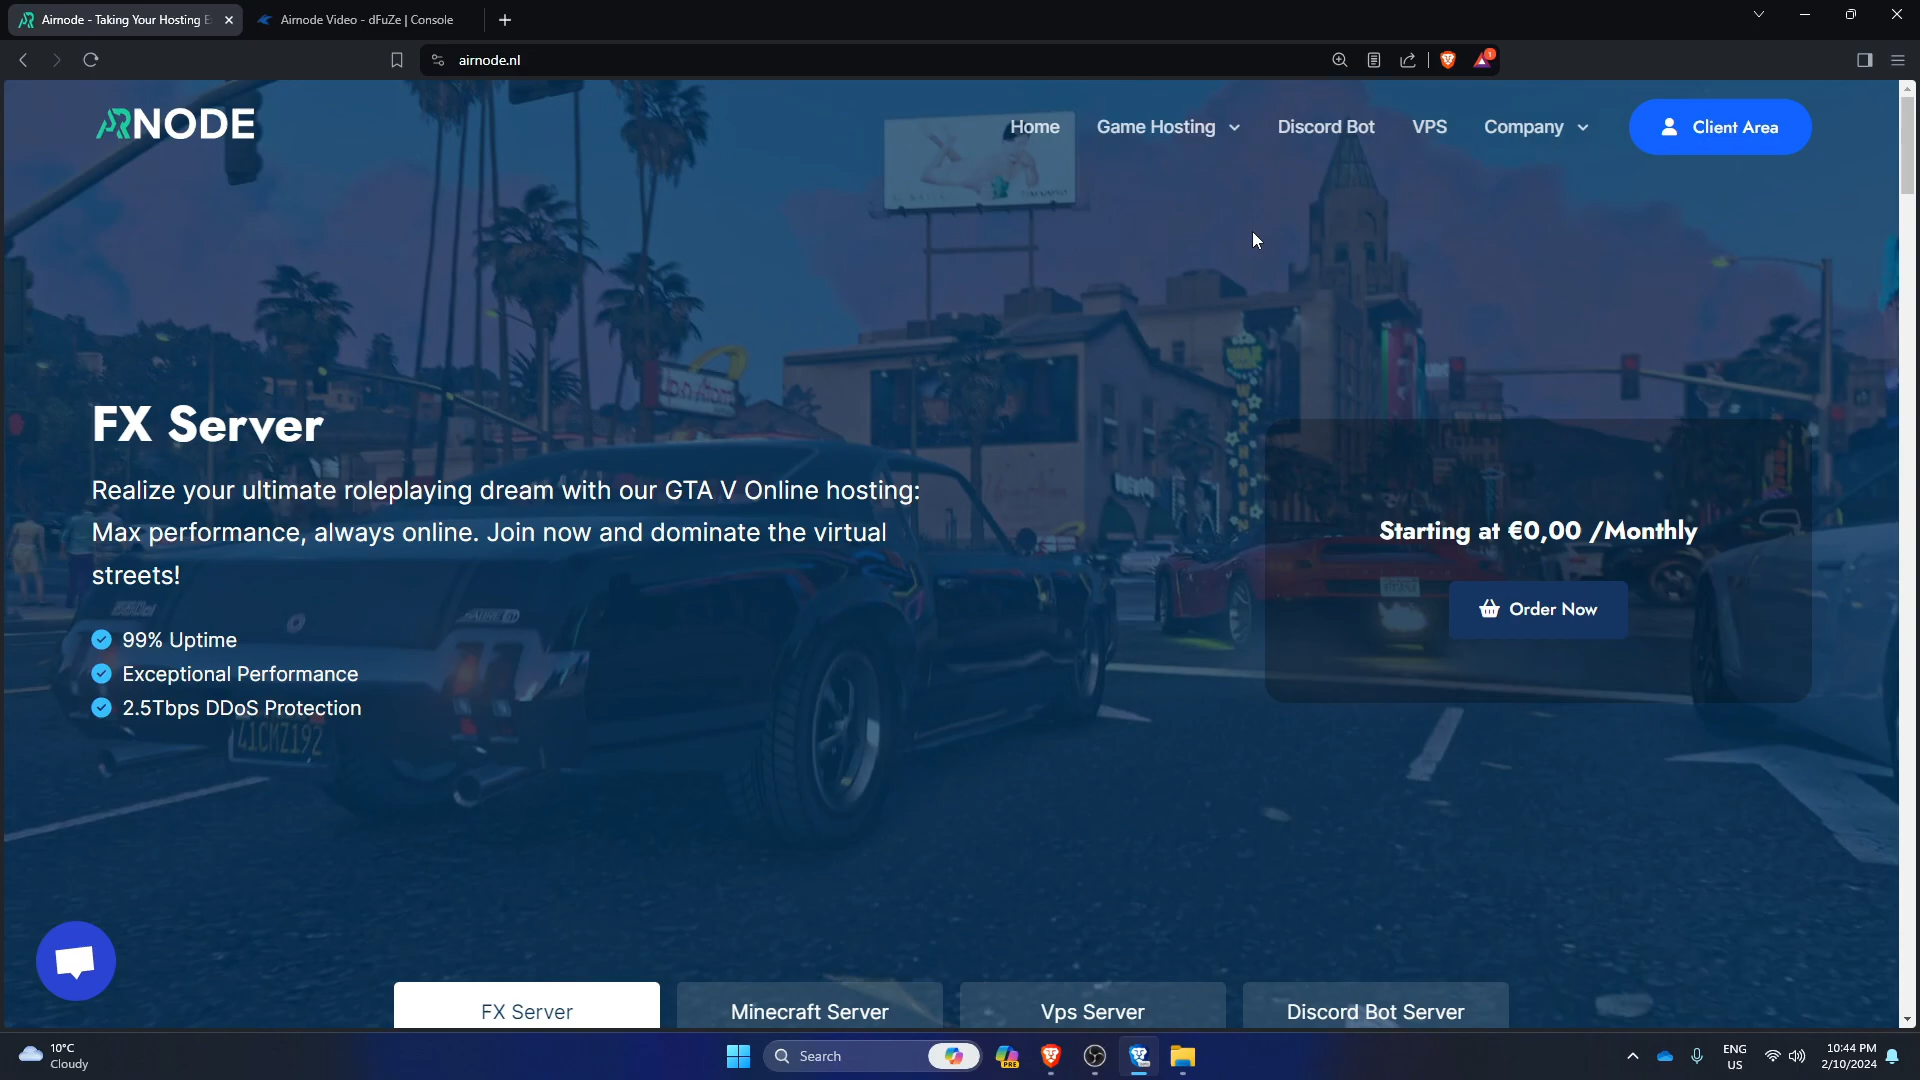 Airnode - Taking Your Hosting E
Airnode Video - dFuZe | Console
airnode.nl
1
NODE
Home
Game Hosting
Discord Bot
VPS
Company
Client Area
FX Server
Realize your ultimate roleplaying dream with our GTA V Online hosting:
Max performance, always online. Join now and dominate the virtual
streets!
99% Uptime
Exceptional Performance
2.5Tbps DDoS Protection
41CMZ192
Starting at €0,00 /Monthly
Order Now
FX Server
Minecraft Server
Vps Server
Discord Bot Server
10°C
Cloudy
Search
PRE
ENG
US
10:44 PM
2/10/2024